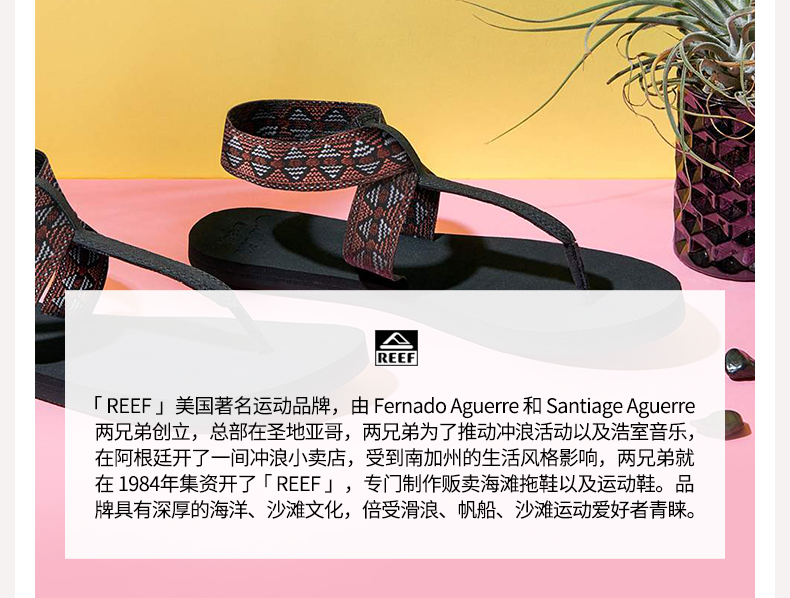 REEF
「 REEF 」美国著名运动品牌，由 Fernado Aguerre 和 Santiage Aguerre
两兄弟创立，总部在圣地亚哥，两兄弟为了推动冲浪活动以及浩室音乐，
在阿根廷开了一间冲浪小卖店，受到南加州的生活风格影响，两兄弟就
在 1984年集资开了「 REEF 」，专门制作贩卖海滩拖鞋以及运动鞋。品
牌具有深厚的海洋、沙滩文化，倍受滑浪、帆船、沙滩运动爱好者青睐。